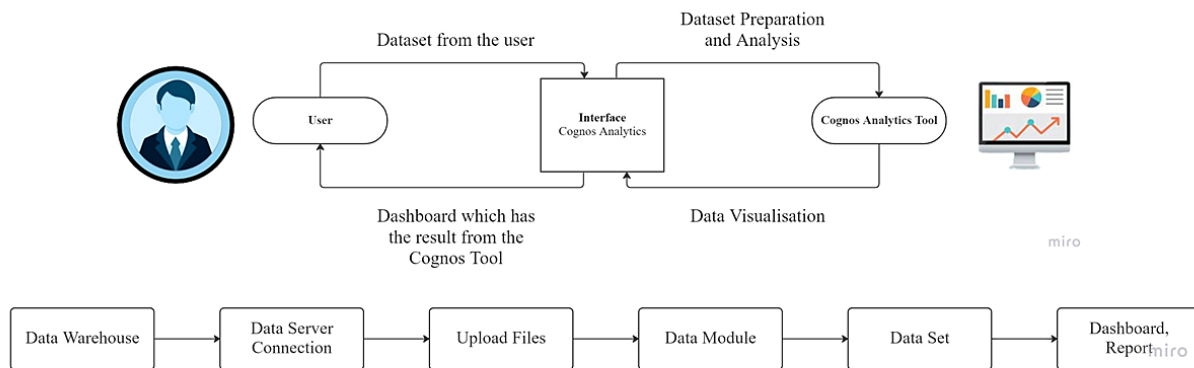 Dataset from the user
Dataset Preparation
and Analysis
User
Interface
Cognos Analytics
Cognos Analytics Tool
Dashboard which has
the result from the
Cognos Tool
Data Visualisation
miro
Data Warehouse
Data Server
Connection
Upload Files
Data Module
Data Set
Dashboard,
Report
miro